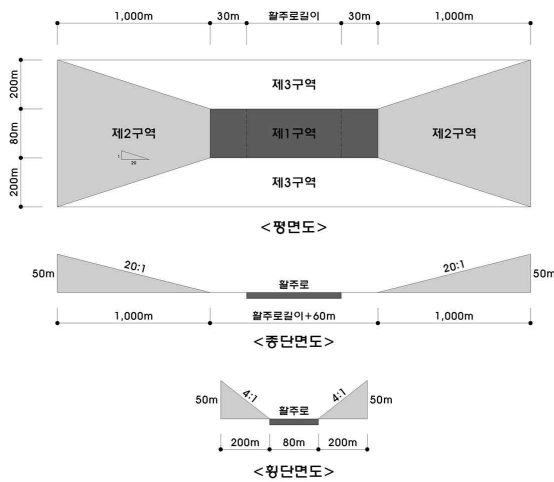 1,000m 30m 활주로길이 30m 1,000m
200m
제3구역
80m
제2구역 제1구역 제2구역
1
20
200m
제3구역
<평면도>
20:1 20:1
50m 활주로 50m
1,000m 활주로길이+60m 1,000m
<종단면도>
4:1 4:1
50m 활주로 50m
200m 80m 200m
<횡단면도>